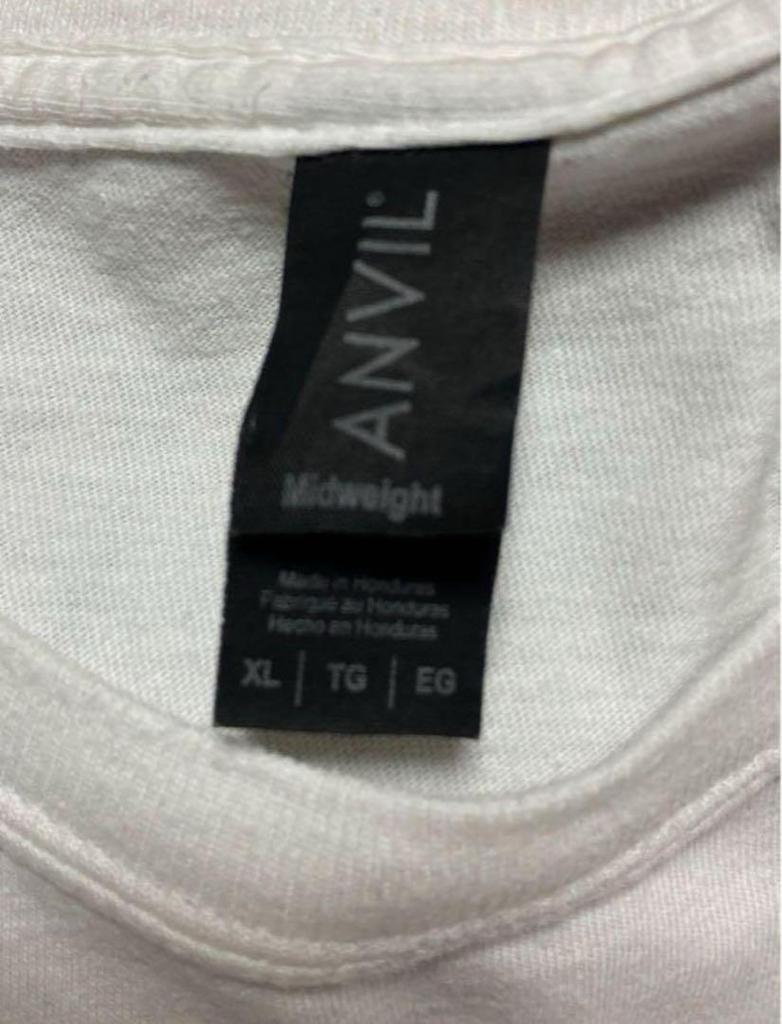 ANVIL®
Midweight
Made in Honduras
Fabriqué au Honduras
Hecho en Honduras
XL | TG | EG